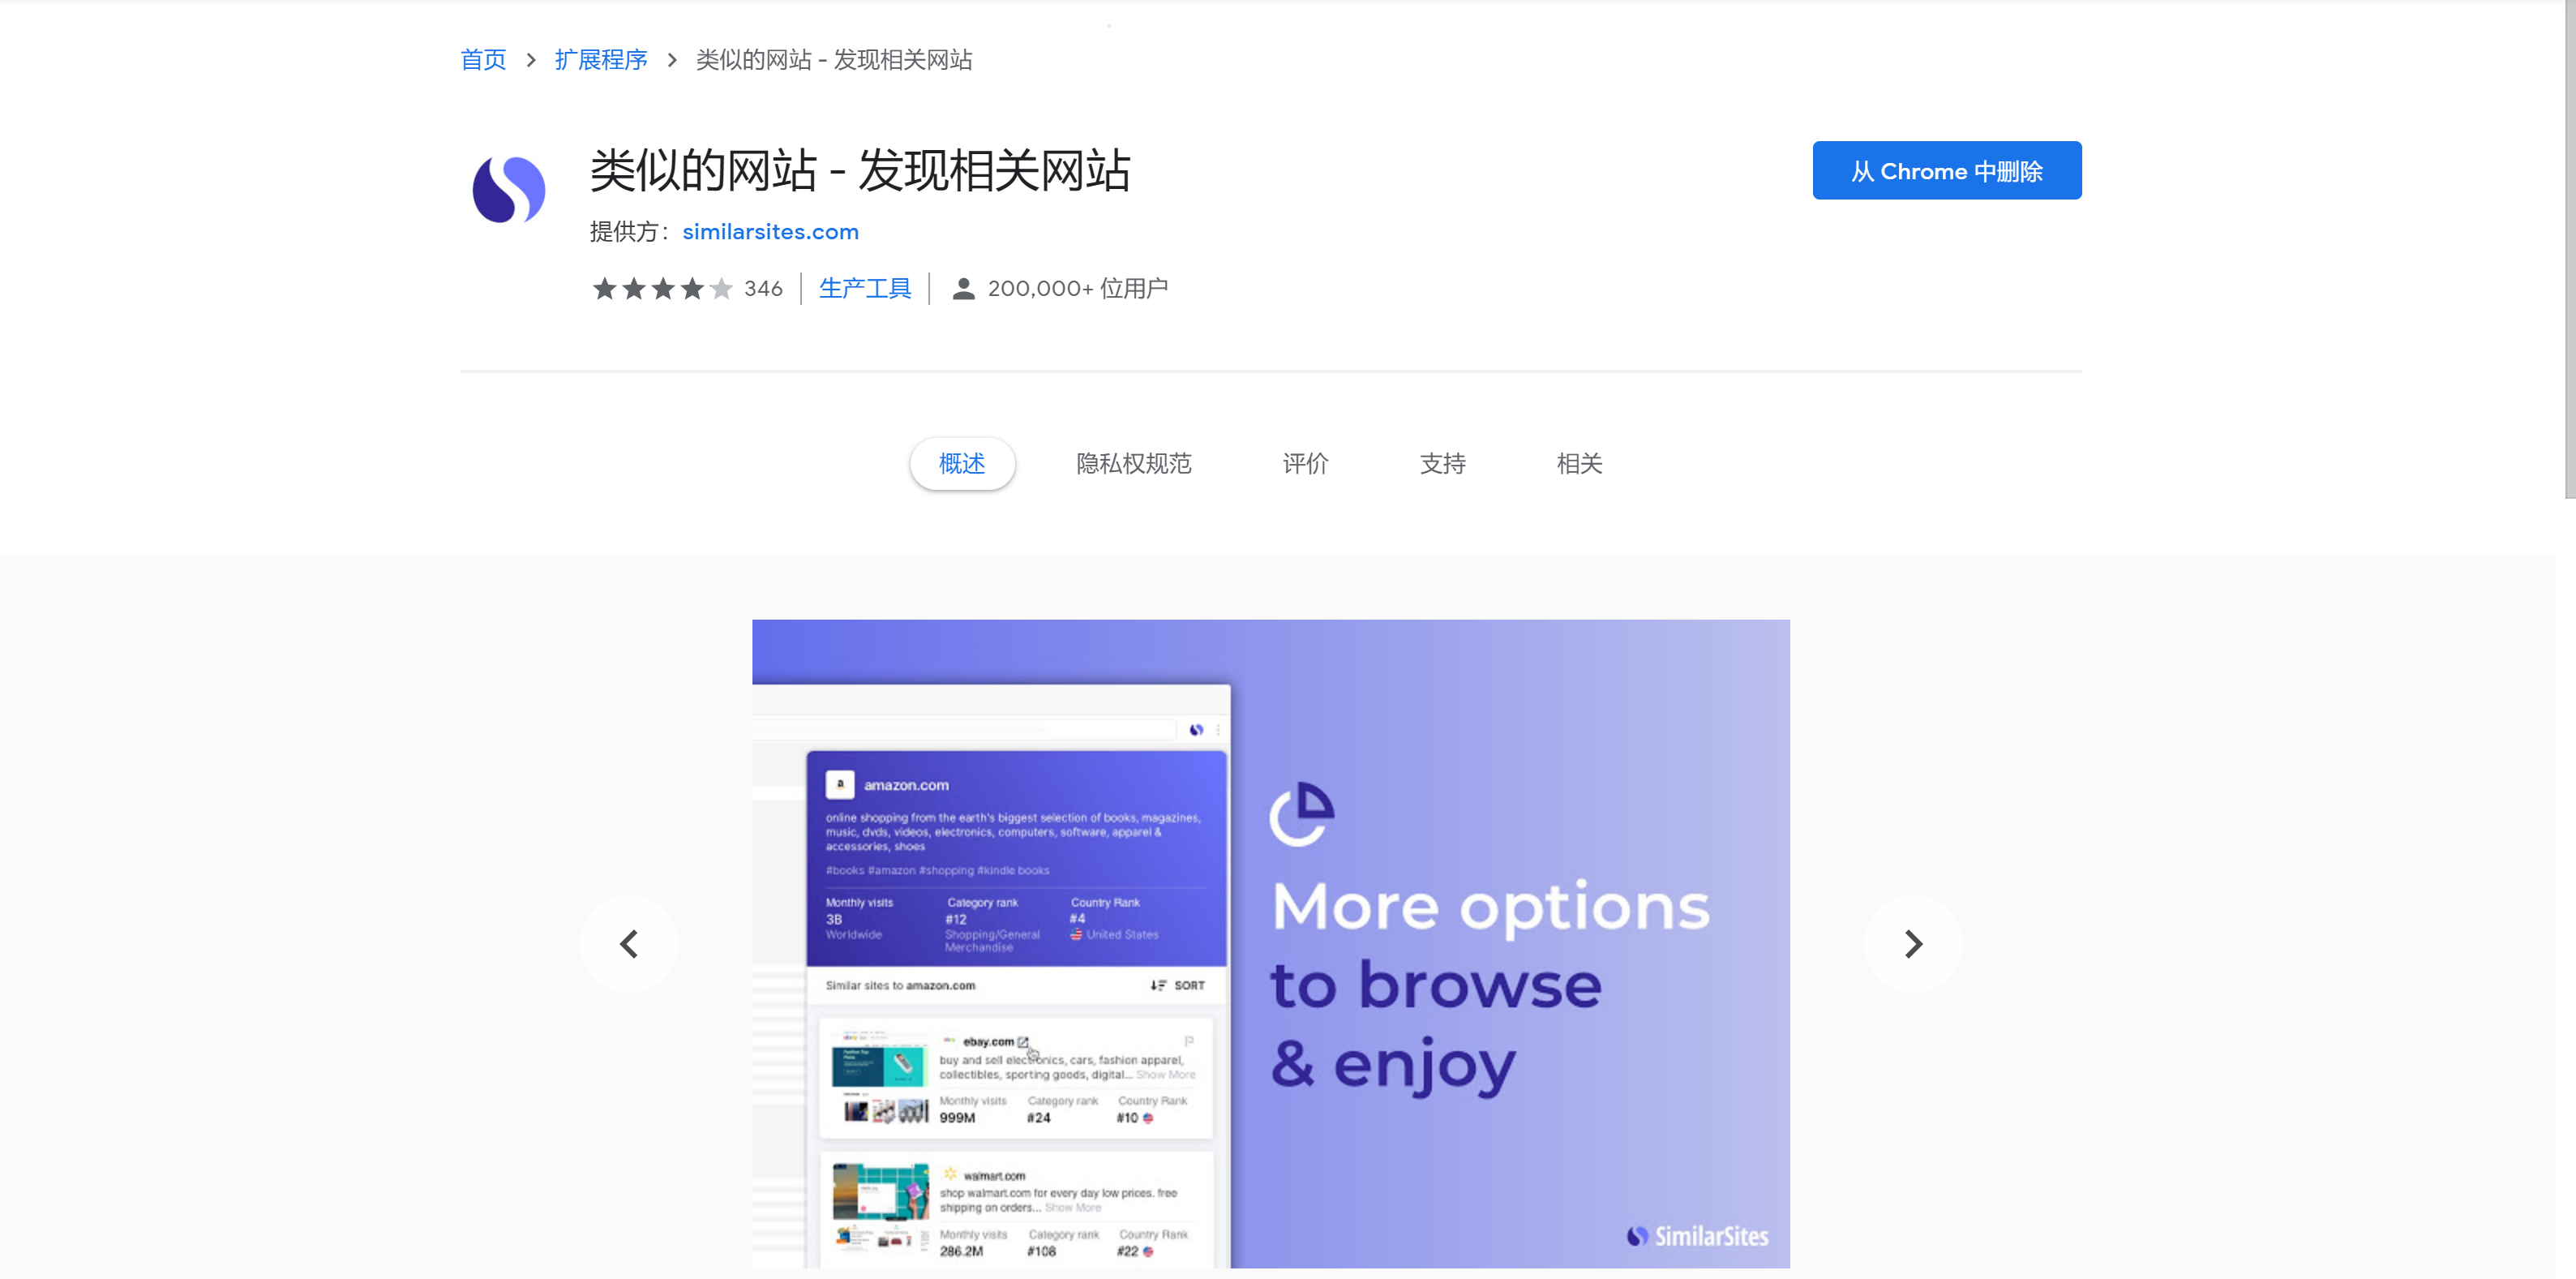 首页 > 扩展程序 > 类似的网站 - 发现相关网站
类似的网站 - 发现相关网站
从 Chrome 中删除
提供方： similarsites.com
346 生产工具 200,000+ 位用户
概述 隐私权规范 评价 支持 相关
amazon.com
online shopping from the earth's biggest selection of books, magazines,
music, dvds, videos, electronics, computers, software, apparel &
accessories, shoes
#books #amazon #shopping #kindle books
Monthly visits Category rank Country Rank
3B #12 #4
Worldwide Shopping/General United States
Merchandise
Similar sites to amazon.com SORT
ebay.com
buy and sell electronics, cars, fashion apparel,
collectibles, sporting goods, digital... Show More
Monthly visits Category rank Country Rank
999M #24 #10
walmart.com
shop walmart.com for every day low prices. free
shipping on orders... Show More
Monthly visits Category rank Country Rank
286.2M #108 #22
More options
to browse
& enjoy
SimilarSites